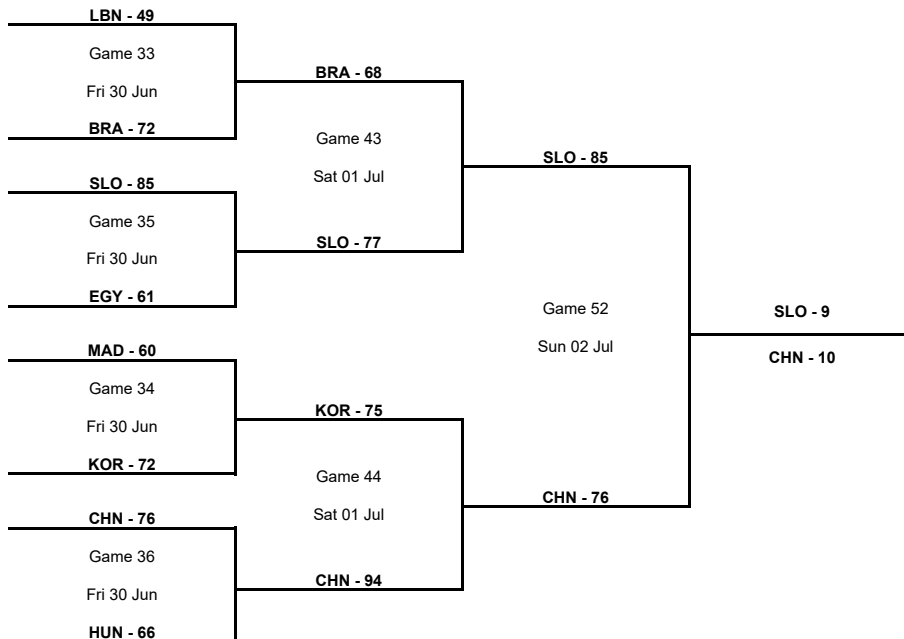 LBN - 49
Game 33
Fri 30 Jun
BRA - 72
SLO - 85
Game 35
Fri 30 Jun
EGY - 61
MAD - 60
Game 34
Fri 30 Jun
KOR - 72
CHN - 76
Game 36
Fri 30 Jun
HUN - 66
BRA - 68
Game 43
Sat 01 Jul
SLO - 77
KOR - 75
Game 44
Sat 01 Jul
CHN - 94
SLO - 85
Game 52
Sun 02 Jul
CHN - 76
SLO - 9
CHN - 10